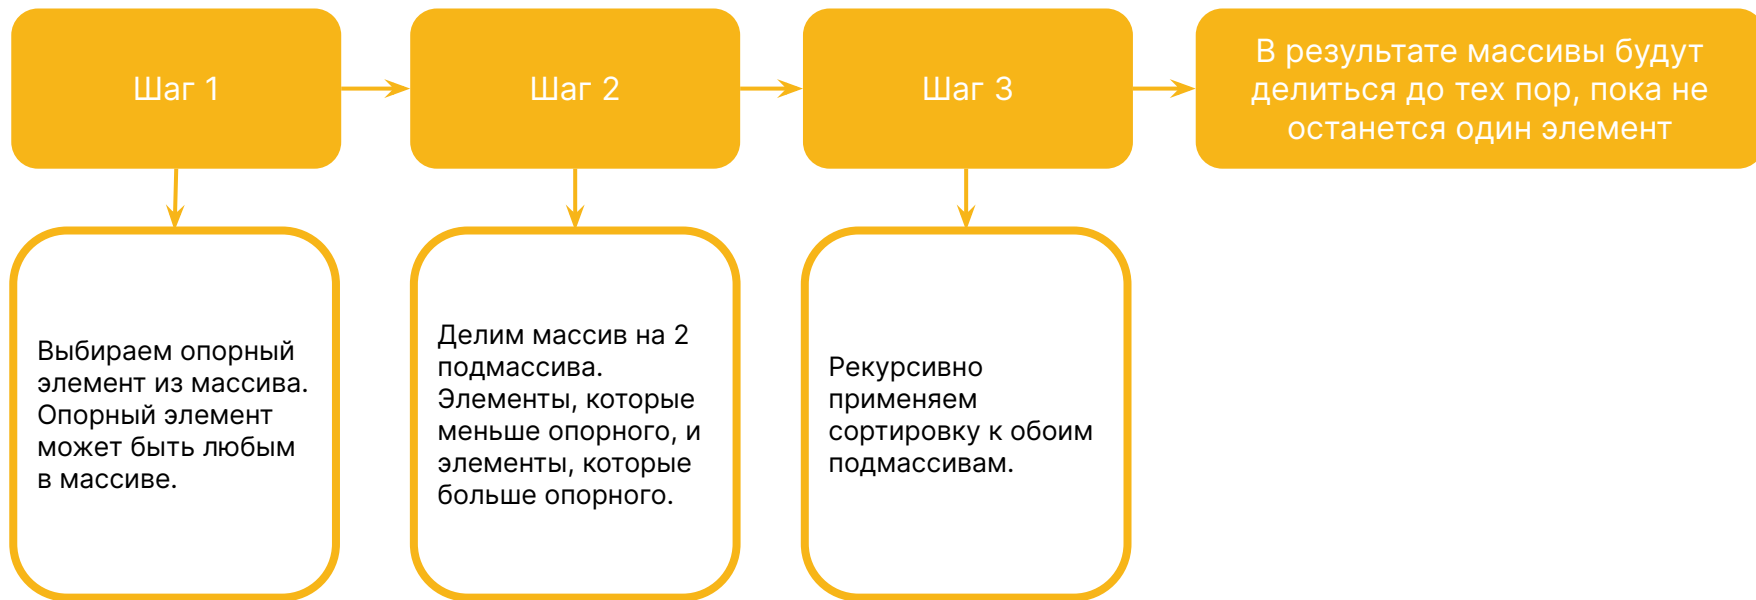 Шаг 1
Шаг 2
Шаг 3
В результате массивы будут
делиться до тех пор, пока не
останется один элемент
Выбираем опорный
элемент из массива.
Опорный элемент
может быть любым
в массиве.
Делим массив на 2
подмассива.
Элементы, которые
меньше опорного, и
элементы, которые
больше опорного.
Рекурсивно
применяем
сортировку к обоим
подмассивам.